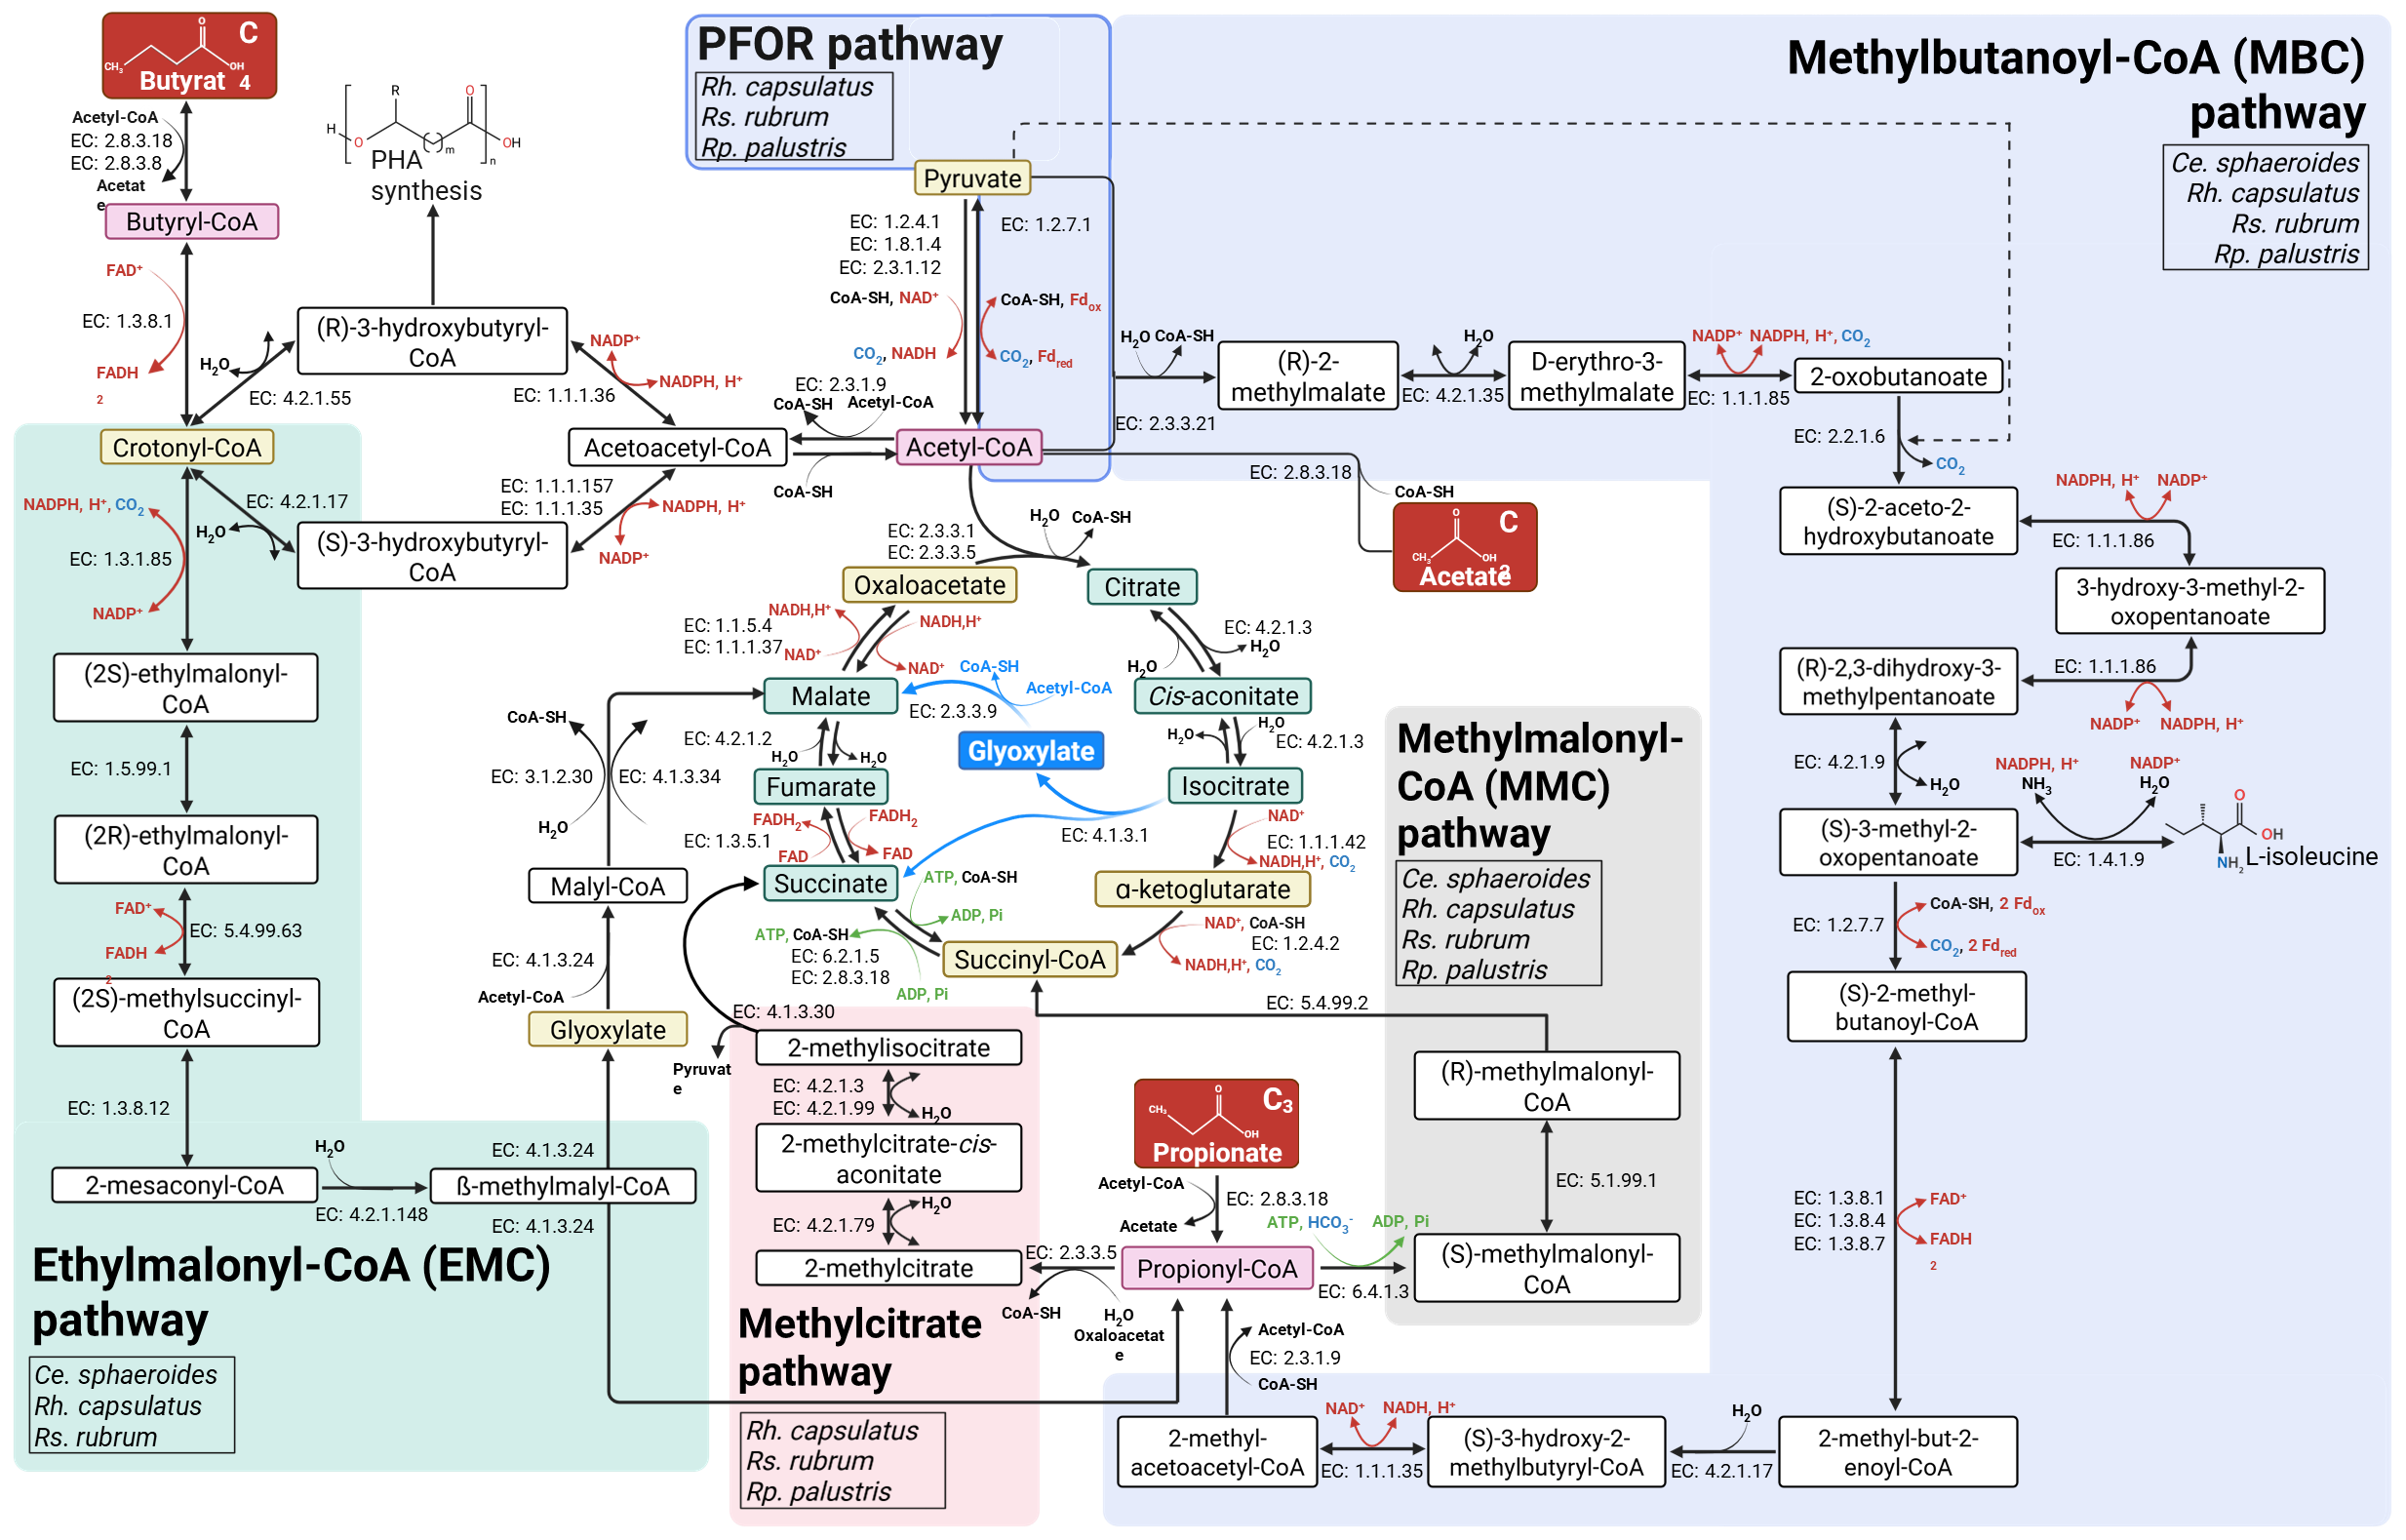 C
CH₃
O
OH
Butyrat 4
Acetyl-CoA
EC: 2.8.3.18
EC: 2.8.3.8
Acetat
e
Butyryl-CoA
FAD⁺
EC: 1.3.8.1
FADH
2
H
O
R
O
OH
m
n
PHA
synthesis
(R)-3-hydroxybutyryl-
CoA
H₂O
EC: 4.2.1.55
NADP⁺
NADPH, H⁺
EC: 1.1.1.36
Crotonyl-CoA
Acetoacetyl-CoA
EC: 2.3.1.9
CoA-SH
Acetyl-CoA
CoA-SH
NADPH, H⁺, CO₂
EC: 1.3.1.85
NADP⁺
EC: 4.2.1.17
H₂O
(S)-3-hydroxybutyryl-
CoA
EC: 1.1.1.157
EC: 1.1.1.35
NADPH, H⁺
NADP⁺
(2S)-ethylmalonyl-
CoA
EC: 1.5.99.1
(2R)-ethylmalonyl-
CoA
FAD⁺
EC: 5.4.99.63
FADH
2
(2S)-methylsuccinyl-
CoA
EC: 1.3.8.12
2-mesaconyl-CoA
H₂O
EC: 4.2.1.148
EC: 4.1.3.24
ß-methylmalyl-CoA
EC: 4.1.3.24
Ethylmalonyl-CoA (EMC)
pathway
Ce. sphaeroides
Rh. capsulatus
Rs. rubrum
PFOR pathway
Rh. capsulatus
Rs. rubrum
Rp. palustris
Pyruvate
EC: 1.2.4.1
EC: 1.8.1.4
EC: 2.3.1.12
EC: 1.2.7.1
CoA-SH, NAD⁺
CoA-SH, Fdox
CO₂, NADH
CO₂, Fdred
Acetyl-CoA
EC: 2.3.3.21
EC: 2.8.3.18
CoA-SH
C
O
CH₃
OH
Acetate
2
EC: 2.3.3.1
EC: 2.3.3.5
H₂O
CoA-SH
Oxaloacetate
Citrate
NADH,H⁺
EC: 1.1.5.4
EC: 1.1.1.37
NAD⁺
NADH,H⁺
NAD⁺
EC: 4.2.1.3
H₂O
H₂O
CoA-SH
Acetyl-CoA
Malate
EC: 2.3.3.9
Cis-aconitate
EC: 4.2.1.2
H₂O
H₂O
Glyoxylate
H₂O
H₂O
EC: 4.2.1.3
Fumarate
Isocitrate
FADH₂
FADH₂
EC: 1.3.5.1
FAD
FAD
EC: 4.1.3.1
NAD⁺
EC: 1.1.1.42
NADH,H⁺, CO₂
Succinate
α-ketoglutarate
ATP, CoA-SH
ADP, Pi
ATP, CoA-SH
EC: 6.2.1.5
EC: 2.8.3.18
ADP, Pi
NAD⁺, CoA-SH
EC: 1.2.4.2
NADH,H⁺, CO₂
Succinyl-CoA
CoA-SH
EC: 3.1.2.30
EC: 4.1.3.34
H₂O
Malyl-CoA
EC: 4.1.3.24
Acetyl-CoA
Glyoxylate
EC: 4.1.3.30
Pyruvat
e
2-methylisocitrate
EC: 4.2.1.3
EC: 4.2.1.99
H₂O
2-methylcitrate-cis-
aconitate
H₂O
EC: 4.2.1.79
2-methylcitrate
Methylcitrate
pathway
Rh. capsulatus
Rs. rubrum
Rp. palustris
EC: 2.3.3.5
CoA-SH
H₂O
Oxaloacetat
e
C₃
O
CH₃
OH
Propionate
Acetyl-CoA
EC: 2.8.3.18
Acetate
ATP, HCO₃⁻
ADP, Pi
Propionyl-CoA
EC: 6.4.1.3
Methylmalonyl-
CoA (MMC)
pathway
Ce. sphaeroides
Rh. capsulatus
Rs. rubrum
Rp. palustris
EC: 5.4.99.2
(R)-methylmalonyl-
CoA
EC: 5.1.99.1
(S)-methylmalonyl-
CoA
Acetyl-CoA
EC: 2.3.1.9
CoA-SH
2-methyl-
acetoacetyl-CoA
NAD⁺
NADH, H⁺
EC: 1.1.1.35
(S)-3-hydroxy-2-
methylbutyryl-CoA
H₂O
EC: 4.2.1.17
2-methyl-but-2-
enoyl-CoA
Methylbutanoyl-CoA (MBC)
pathway
Ce. sphaeroides
Rh. capsulatus
Rs. rubrum
Rp. palustris
H₂O CoA-SH
(R)-2-
methylmalate
H₂O
EC: 4.2.1.35
D-erythro-3-
methylmalate
NADP⁺ NADPH, H⁺, CO₂
EC: 1.1.1.85
2-oxobutanoate
EC: 2.2.1.6
CO₂
(S)-2-aceto-2-
hydroxybutanoate
NADPH, H⁺
NADP⁺
EC: 1.1.1.86
3-hydroxy-3-methyl-2-
oxopentanoate
EC: 1.1.1.86
NADP⁺
NADPH, H⁺
(R)-2,3-dihydroxy-3-
methylpentanoate
EC: 4.2.1.9
H₂O
NADPH, H⁺
NH₃
NADP⁺
H₂O
(S)-3-methyl-2-
oxopentanoate
EC: 1.4.1.9
O
OH
NH₂
L-isoleucine
EC: 1.2.7.7
CoA-SH, 2 Fdox
CO₂, 2 Fdred
(S)-2-methyl-
butanoyl-CoA
EC: 1.3.8.1
EC: 1.3.8.4
EC: 1.3.8.7
FAD⁺
FADH
2